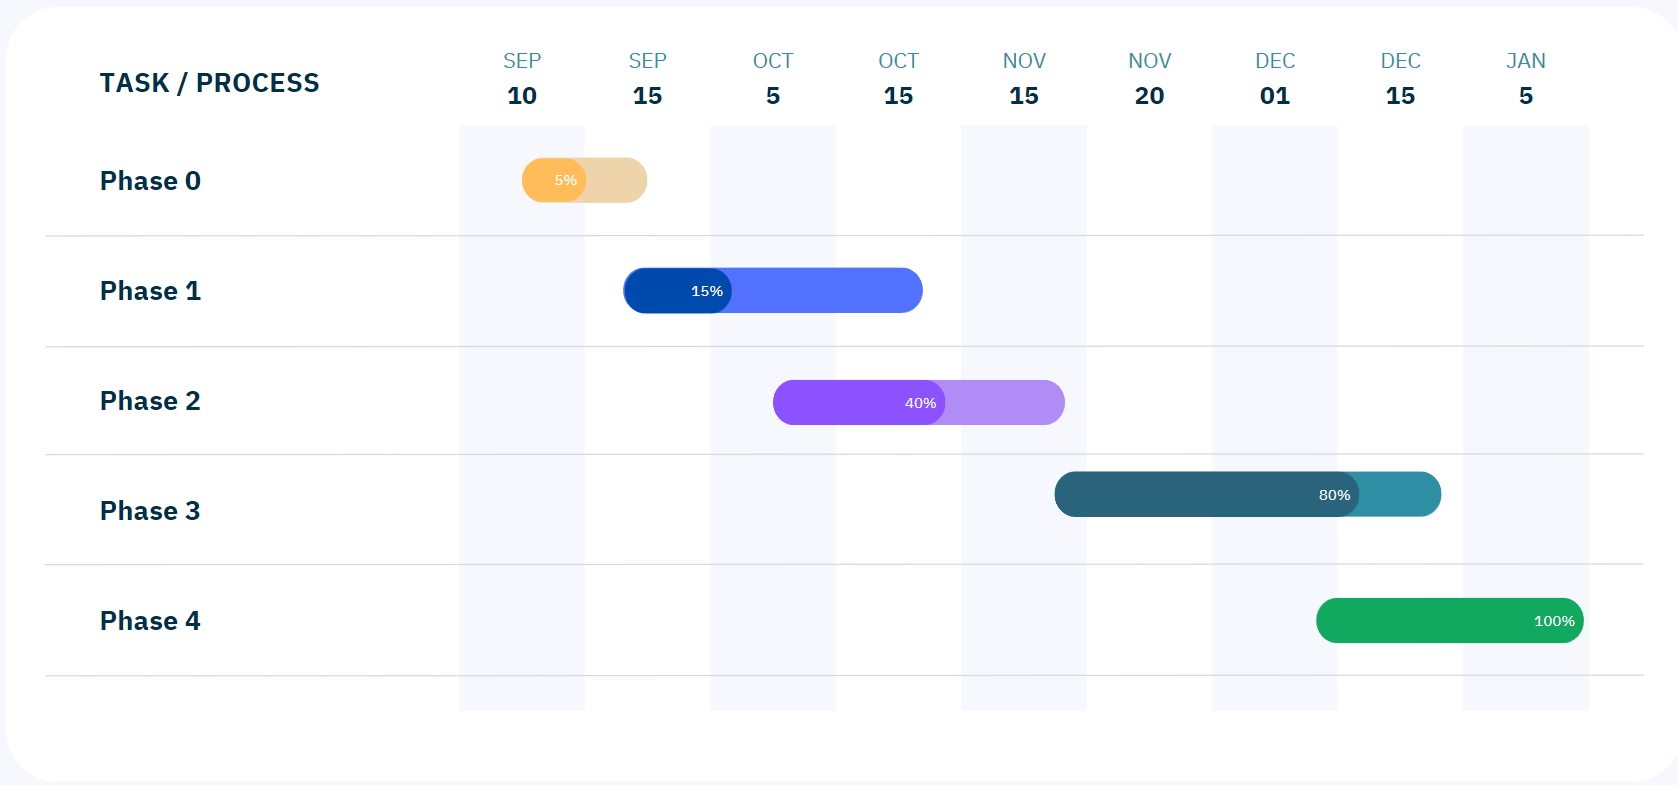 TASK / PROCESS
SEP SEP OCT OCT NOV NOV DEC DEC JAN
10 15 5 15 15 20 01 15 5
Phase 0 5%
Phase 1 15%
Phase 2 40%
Phase 3 80%
Phase 4 100%